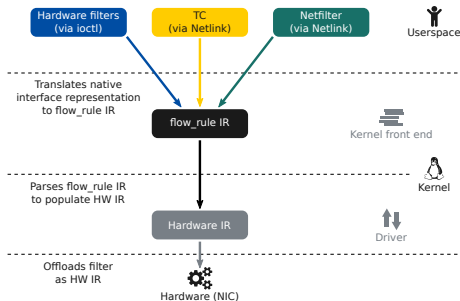 Hardware filters
(via ioctl)
TC
(via Netlink)
Netfilter
(via Netlink)
Userspace
Translates native
interface representation
to flow_rule IR
flow_rule IR
Kernel front end
Kernel
Parses flow_rule IR
to populate HW IR
Hardware IR
Driver
Offloads filter
as HW IR
Hardware (NIC)